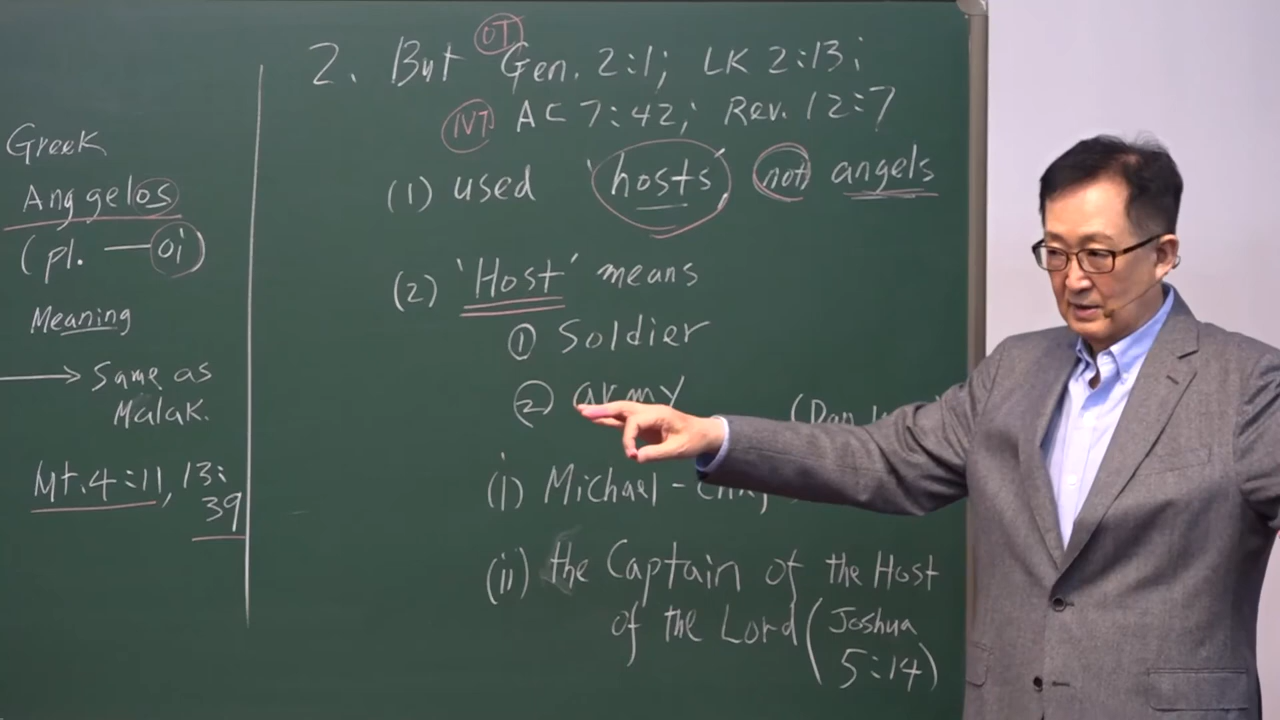 Greek
Anggelos
(pl. — oi)
Meaning
→ Same as
Malak.
Mt. 4:11, 13:
39
OT
2. But Gen. 2:1; LK 2:13;
NT AC 7:42; Rev. 12:7
(1) used 'hosts' not angels
(2) 'Host' means
① Soldier
② army
(i) Michael -
(ii) the Captain of the Host
of the Lord (Joshua
5:14)